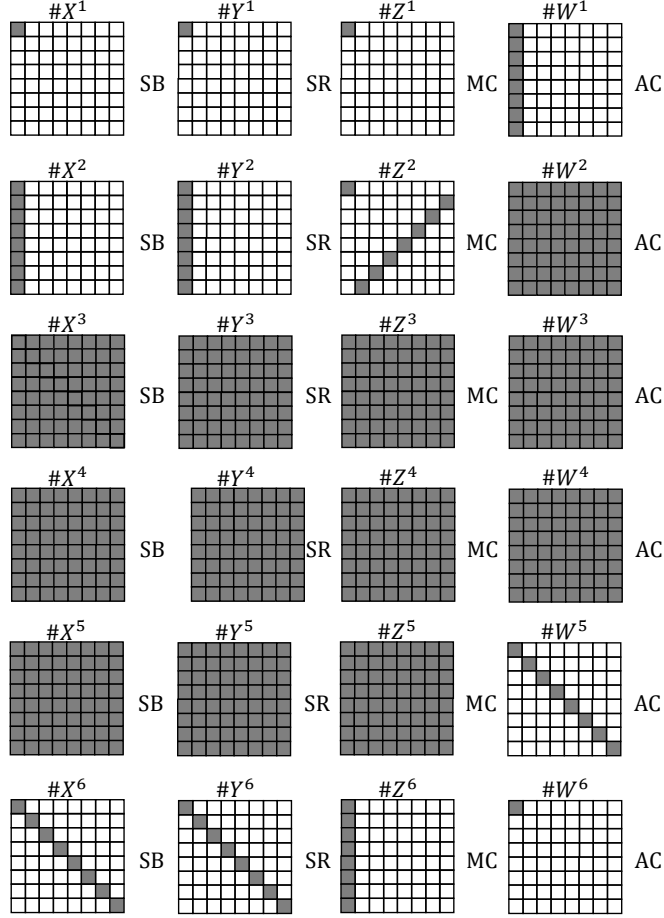 #X¹ #Y¹ #Z¹ #W¹
SB SR MC AC
#X² #Y² #Z² #W²
SB SR MC AC
#X³ #Y³ #Z³ #W³
SB SR MC AC
#X⁴ #Y⁴ #Z⁴ #W⁴
SB SR MC AC
#X⁵ #Y⁵ #Z⁵ #W⁵
SB SR MC AC
#X⁶ #Y⁶ #Z⁶ #W⁶
SB SR MC AC